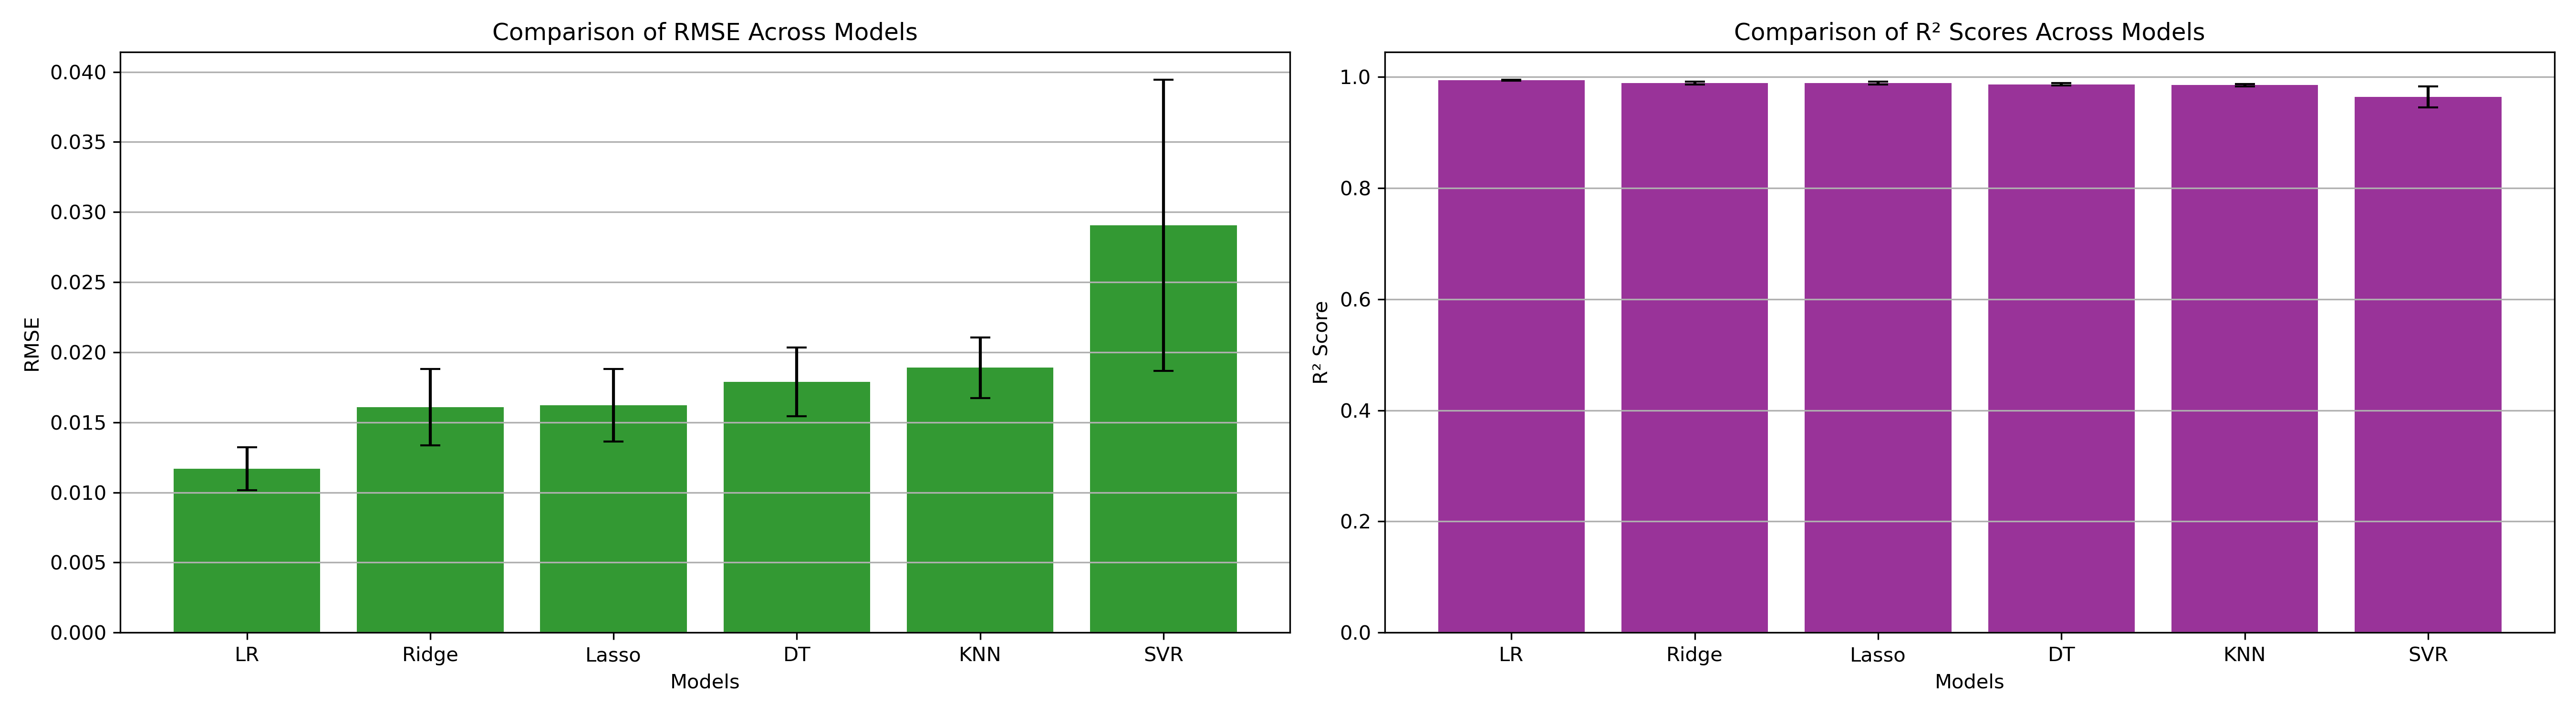 Comparison of RMSE Across Models
0.040
0.035
0.030
0.025
0.020
0.015
0.010
0.005
0.000
RMSE
LR Ridge Lasso DT KNN SVR
Models
Comparison of R² Scores Across Models
1.0
0.8
0.6
0.4
0.2
0.0
R² Score
LR Ridge Lasso DT KNN SVR
Models